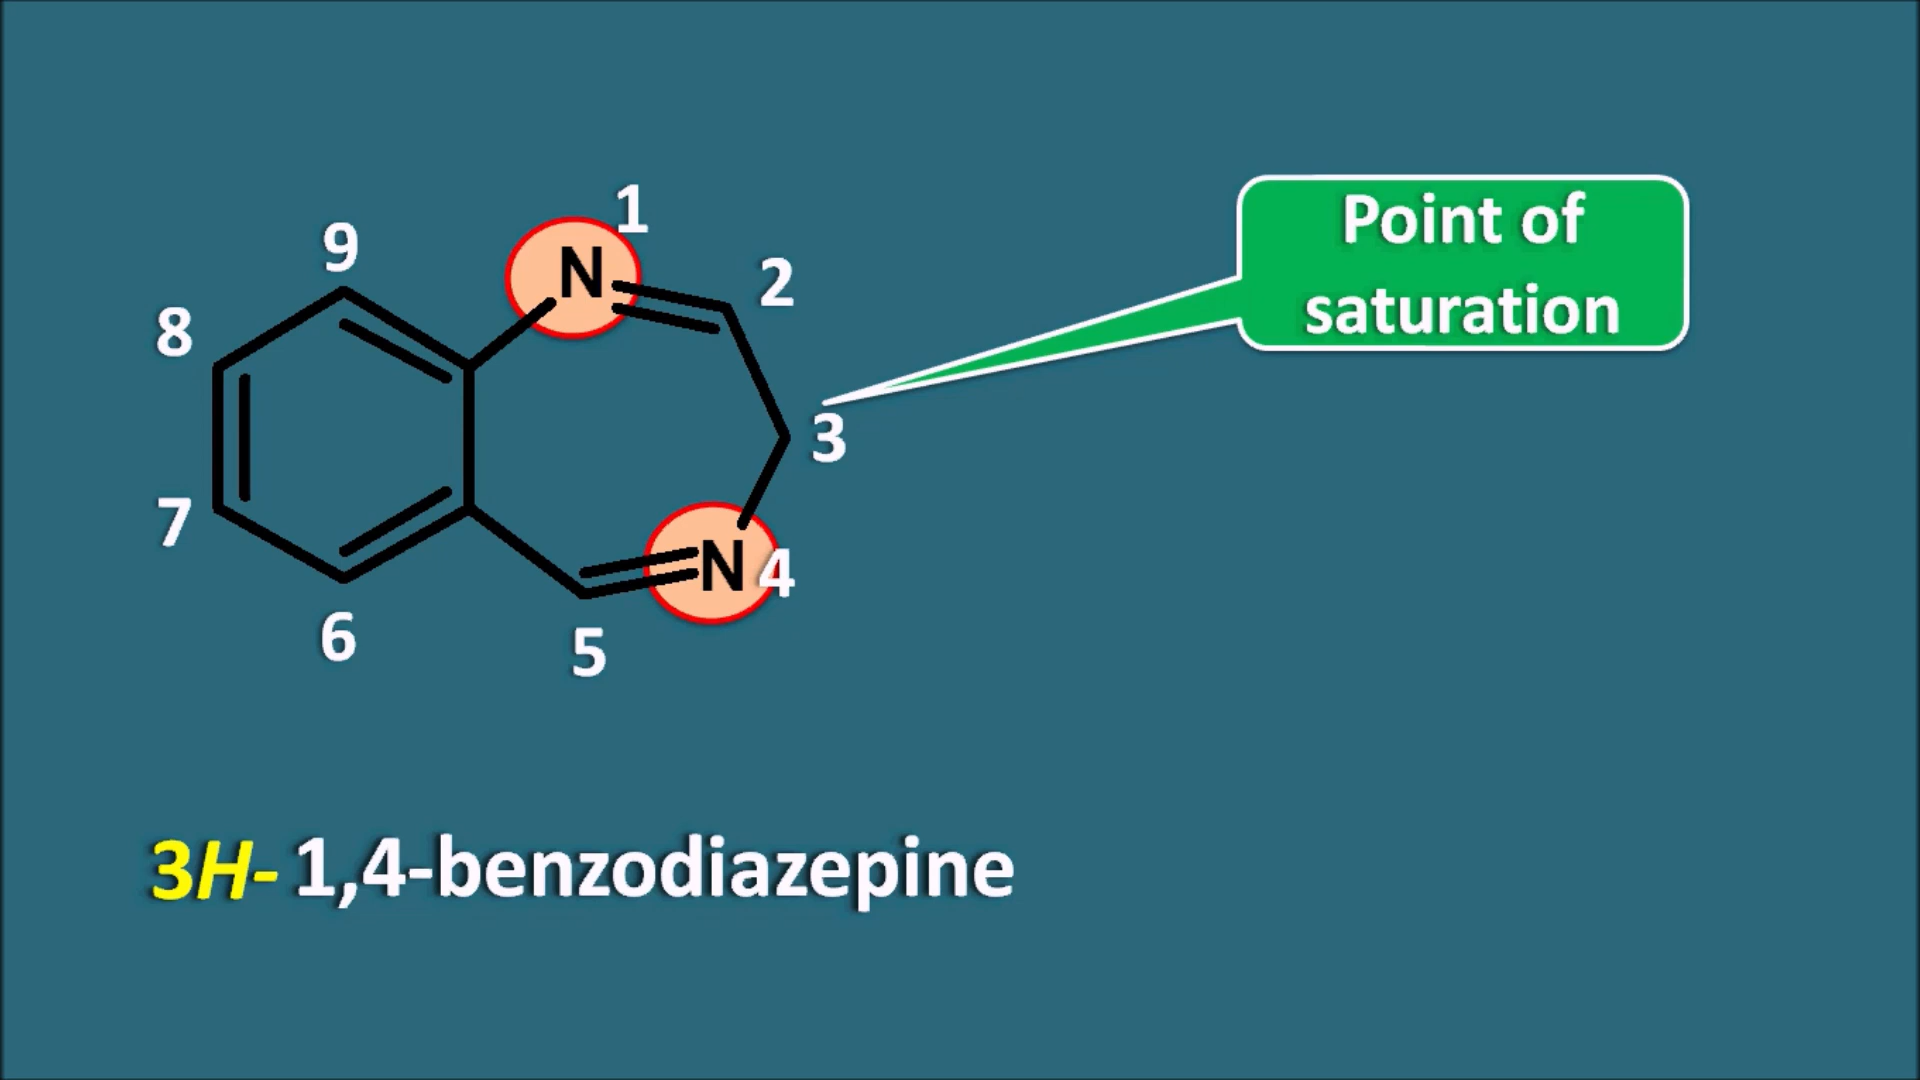 1
N
9
2
8
Point of
saturation
3
7
N
4
6
5
3H- 1,4-benzodiazepine